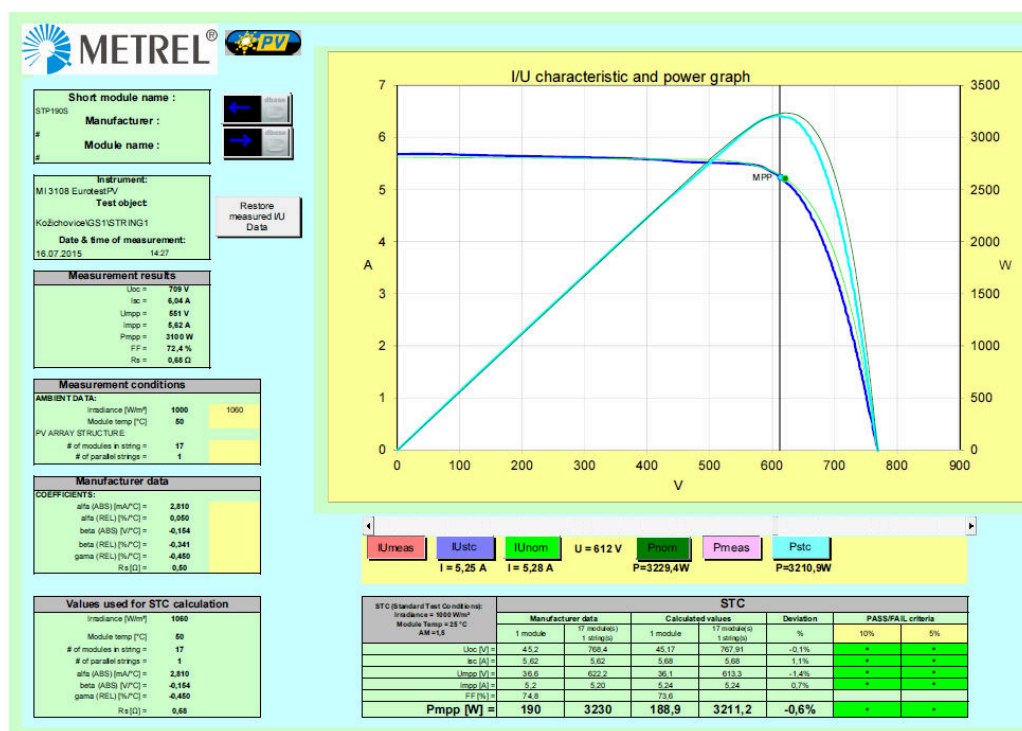 METREL®
PV
Short module name :
STP190S
Manufacturer :
#
Module name :
#
Instrument:
MI 3108 EurotestPV
Test object:
Kožichovice\GS1\STRING1
Date & time of measurement:
16.07.2015 14:27
Restore
measured I/U
Data
Measurement results
Uoc = 709 V
Isc = 6,04 A
Umpp = 551 V
Impp = 5,62 A
Pmpp = 3100 W
FF = 72,4 %
Rs = 0,68 Ω
Measurement conditions
AMBIENT DATA:
Irradiance [W/m²] 1000 1060
Module temp [°C] 50
PV ARRAY STRUCTURE
# of modules in string = 17
# of parallel strings = 1
Manufacturer data
COEFFICIENTS:
alfa (ABS) [mA/°C] = 2,810
alfa (REL) [%/°C] = 0,050
beta (ABS) [V/°C] = -0,154
beta (REL) [%/°C] = -0,341
gama (REL) [%/°C] = -0,450
Rs [Ω] = 0,50
Values used for STC calculation
Irradiance [W/m²] 1060
Module temp [°C] 50
# of modules in string = 17
# of parallel strings = 1
alfa (ABS) [mA/°C] = 2,810
beta (ABS) [V/°C] = -0,154
gama (REL) [%/°C] = -0,450
Rs [Ω] = 0,68
I/U characteristic and power graph
7 3500
6 3000
5 2500
MPP
4 2000
A W
3 1500
2 1000
1 500
0 0
0 100 200 300 400 500 600 700 800 900
V
IUmeas IUstc IUnom U = 612 V Pnom Pmeas Pstc
I = 5,25 A I = 5,28 A P=3229,4W P=3210,9W
STC (Standard Test Conditions):
Irradiance = 1000 W/m²
Module Temp = 25 °C
AM =1,5
STC
Manufacturer data Calculated values Deviation PASS/FAIL criteria
1 module 17 module(s) 1 string(s) 1 module 17 module(s) 1 string(s) % 10% 5%
Uoc [V] = 45,2 768,4 45,17 767,91 -0,1%
Isc [A] = 5,62 5,62 5,68 5,68 1,1%
Umpp [V] = 36,6 622,2 36,1 613,3 -1,4%
Impp [A] = 5,2 5,20 5,24 5,24 0,7%
FF [%] = 74,8 73,6
Pmpp [W] = 190 3230 188,9 3211,2 -0,6%